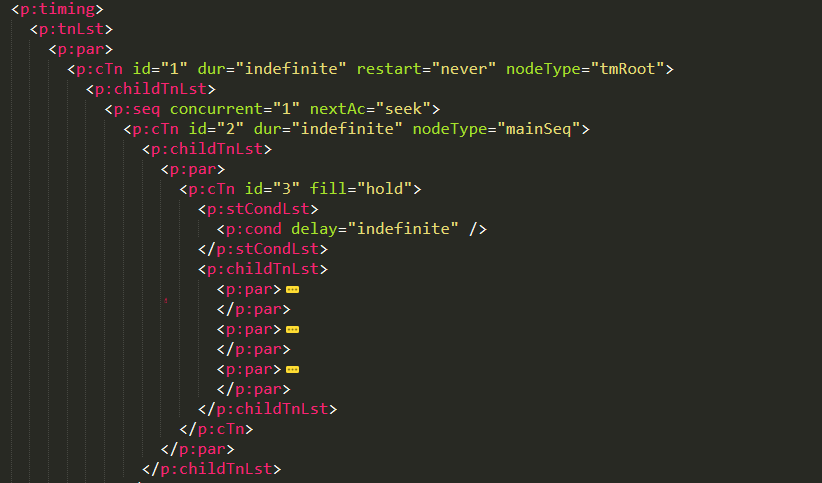 <p:timing>
<p:tnLst>
<p:par>
<p:cTn id="1" dur="indefinite" restart="never" nodeType="tmRoot">
<p:childTnLst>
<p:seq concurrent="1" nextAc="seek">
<p:cTn id="2" dur="indefinite" nodeType="mainSeq">
<p:childTnLst>
<p:par>
<p:cTn id="3" fill="hold">
<p:stCondLst>
<p:cond delay="indefinite" />
</p:stCondLst>
<p:childTnLst>
<p:par>
</p:par>
<p:par>
</p:par>
<p:par>
</p:par>
</p:childTnLst>
</p:cTn>
</p:par>
</p:childTnLst>